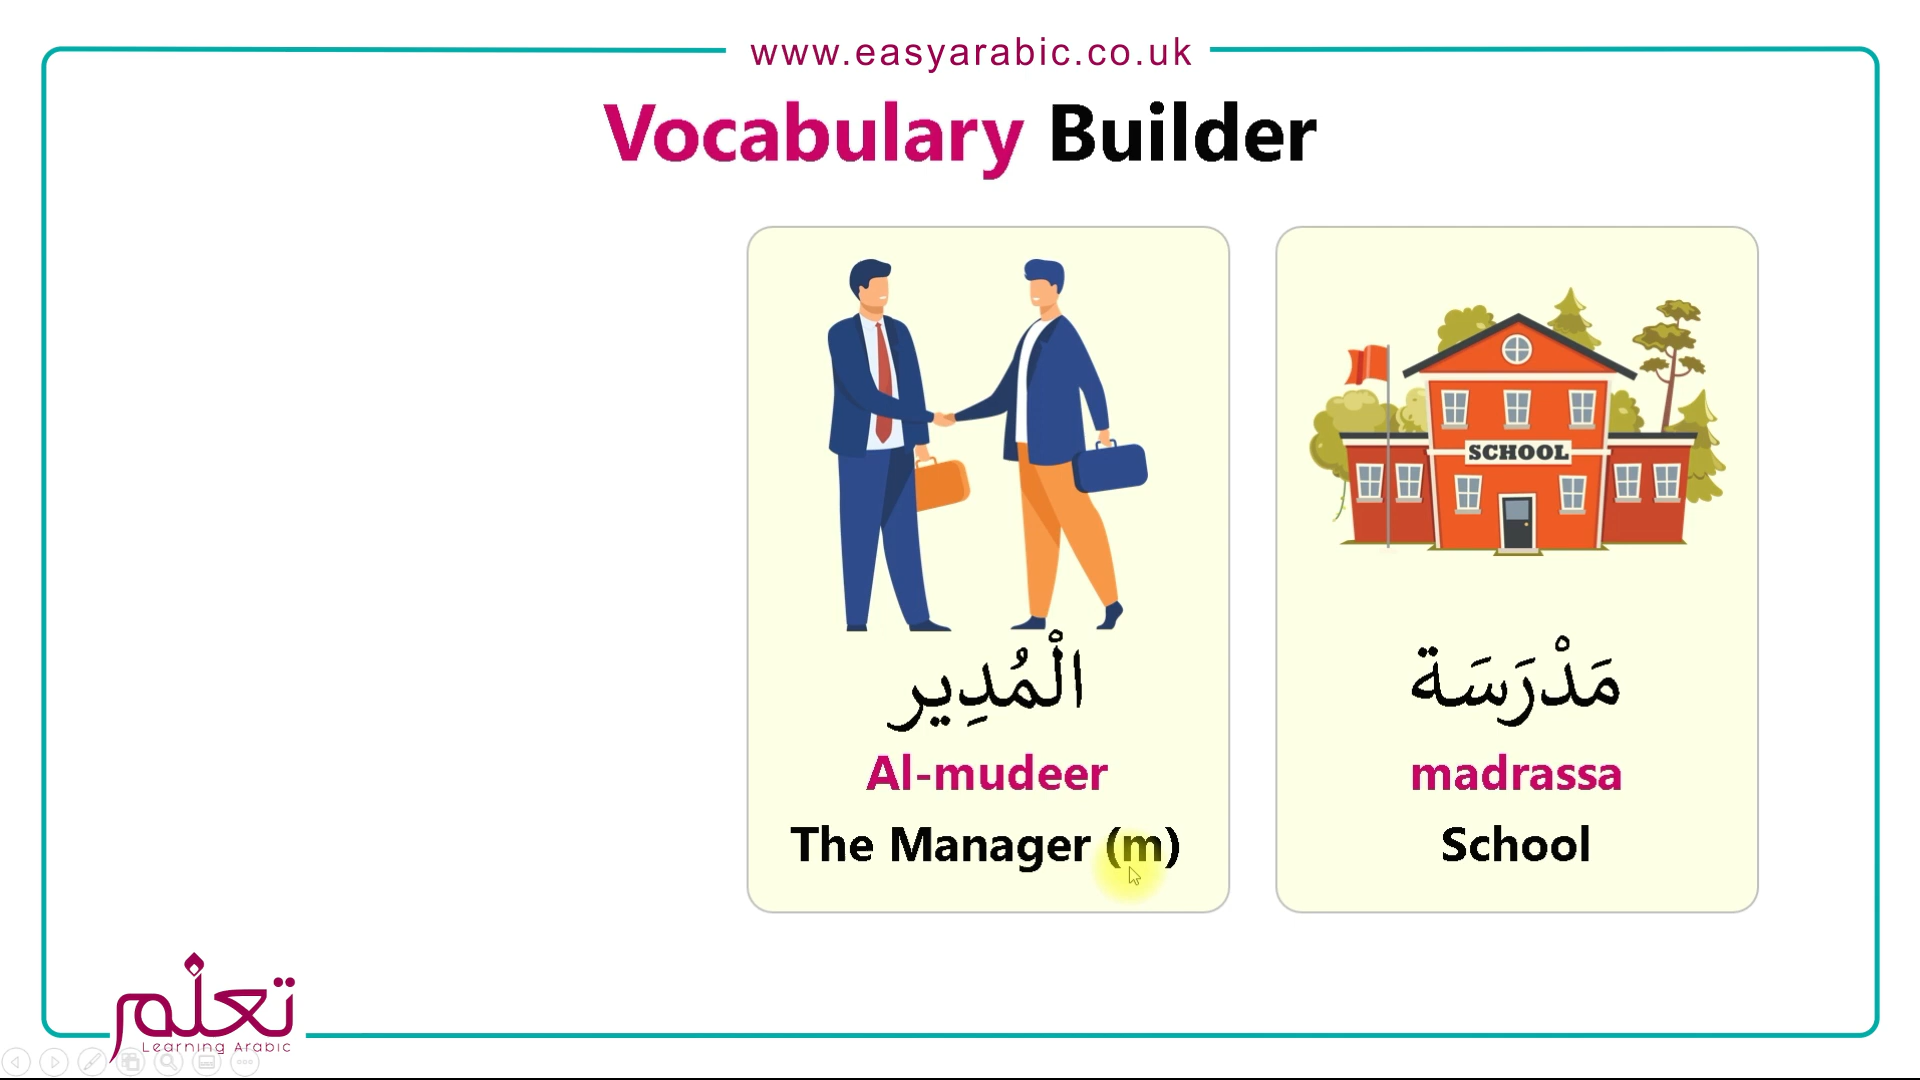 www.easyarabic.co.uk
Vocabulary Builder
SCHOOL
الْمُدِير
Al-mudeer
The Manager (m)
مَدْرَسَة
madrassa
School
تعلم
Learning Arabic